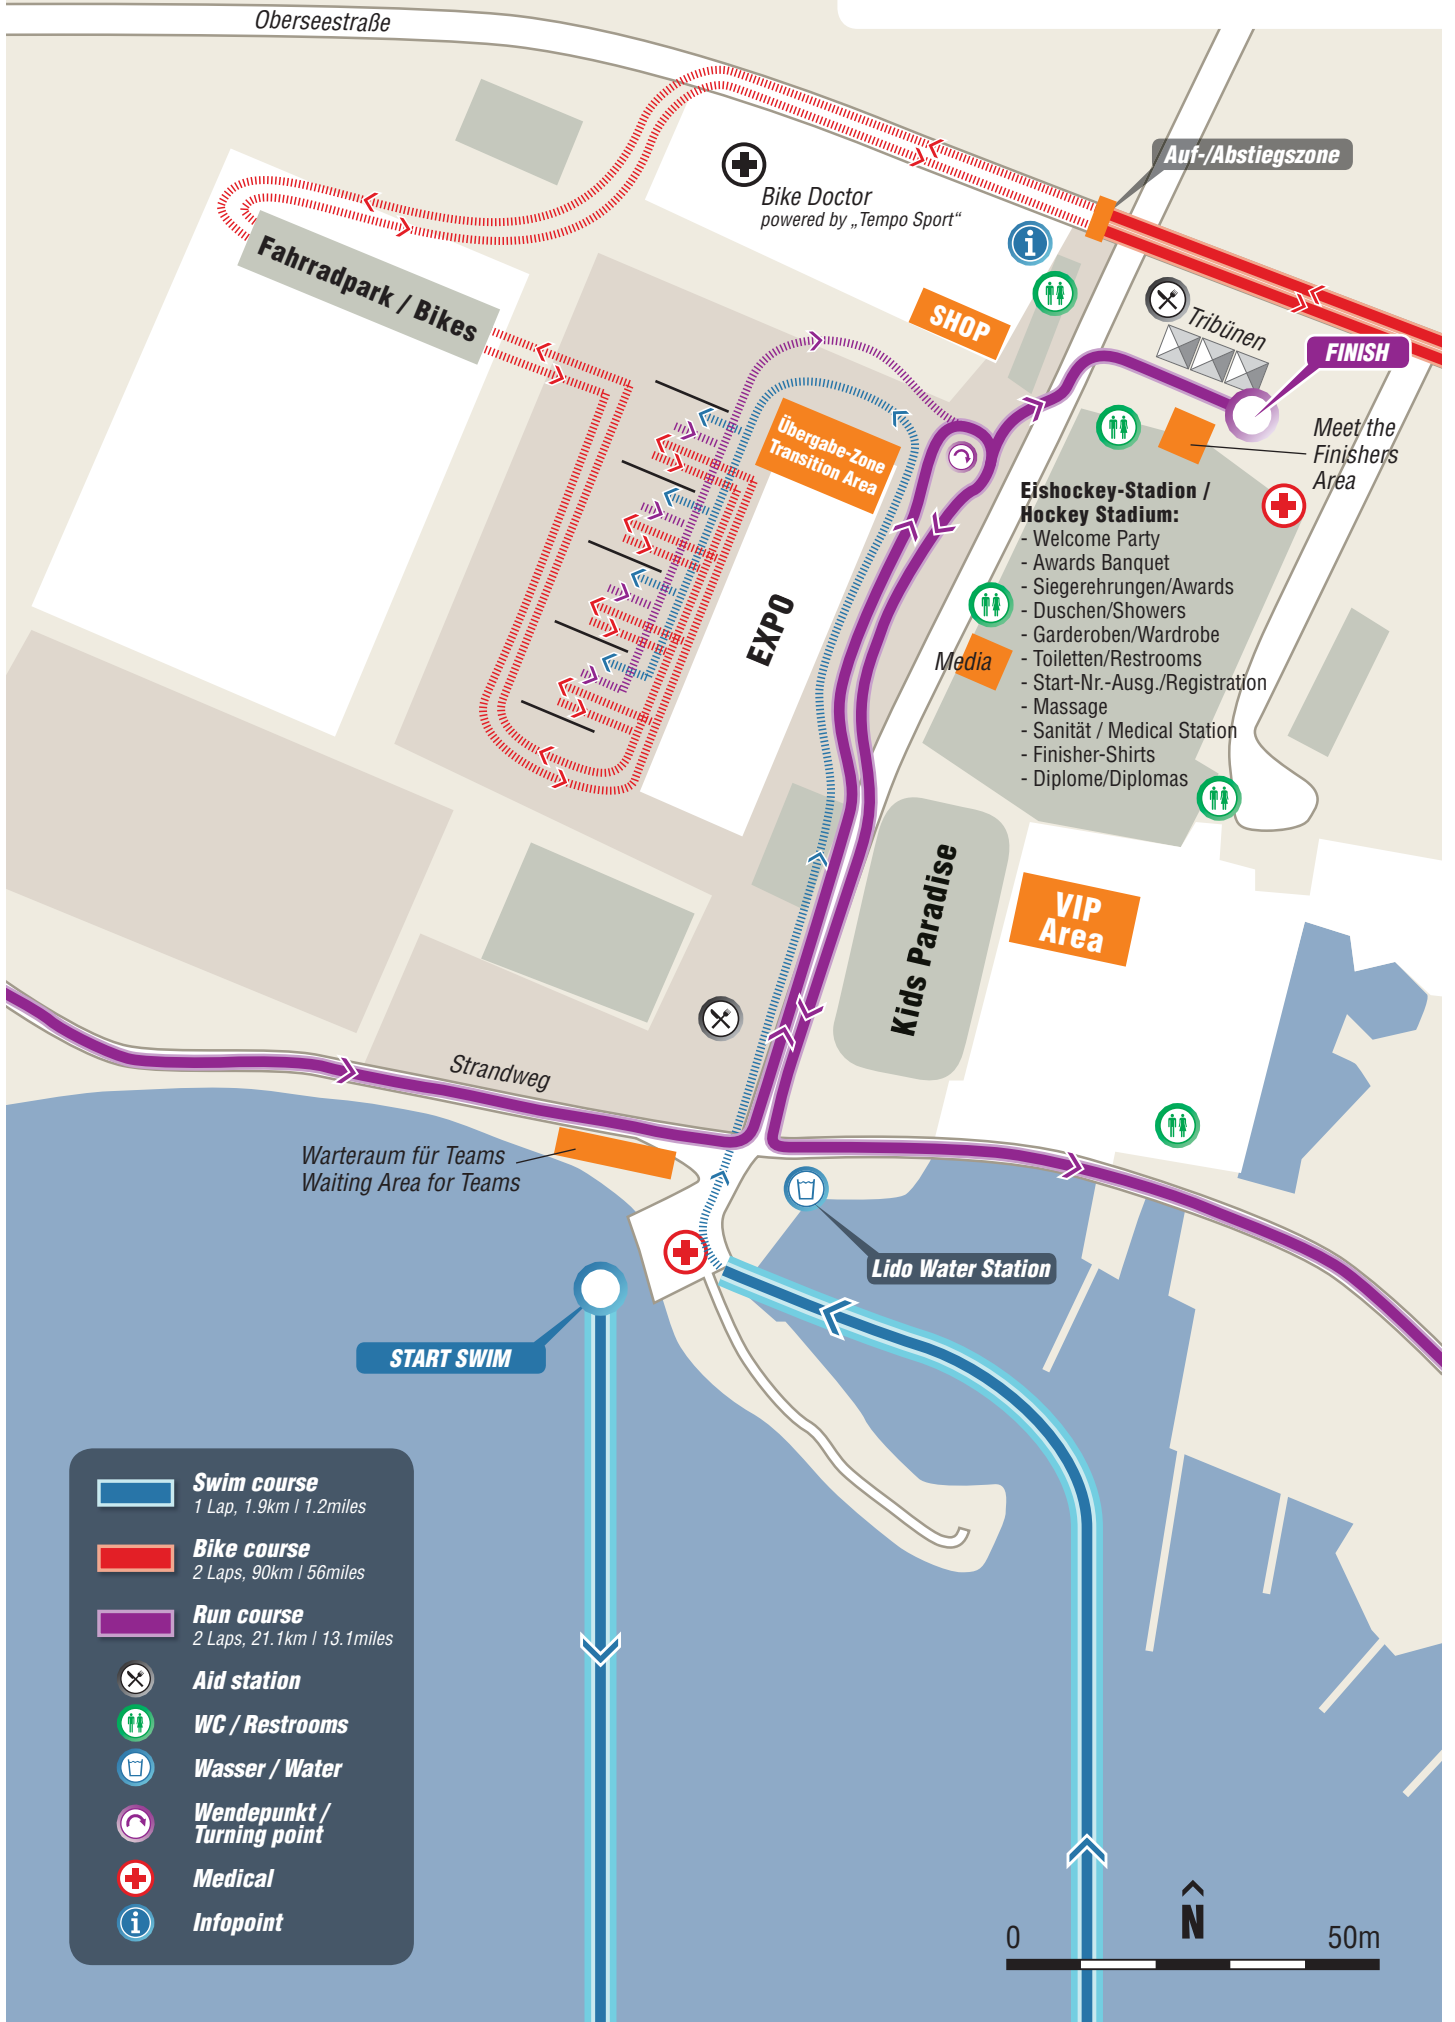 Oberseestraße
Auf-/Abstiegszone
Bike Doctor
powered by „Tempo Sport“
Fahrradpark / Bikes
SHOP
Tribünen
FINISH
Übergabe-Zone
Transition Area
Meet the
Finishers
Area
Eishockey-Stadion /
Hockey Stadium:
- Welcome Party
- Awards Banquet
- Siegerehrungen/Awards
- Duschen/Showers
- Garderoben/Wardrobe
- Toiletten/Restrooms
- Start-Nr.-Ausg./Registration
- Massage
- Sanität / Medical Station
- Finisher-Shirts
- Diplome/Diplomas
EXPO
Media
Kids Paradise
VIP
Area
Strandweg
Warteraum für Teams
Waiting Area for Teams
Lido Water Station
START SWIM
Swim course
1 Lap, 1.9km | 1.2miles
Bike course
2 Laps, 90km | 56miles
Run course
2 Laps, 21.1km | 13.1miles
Aid station
WC / Restrooms
Wasser / Water
Wendepunkt /
Turning point
Medical
Infopoint
N
0 50m